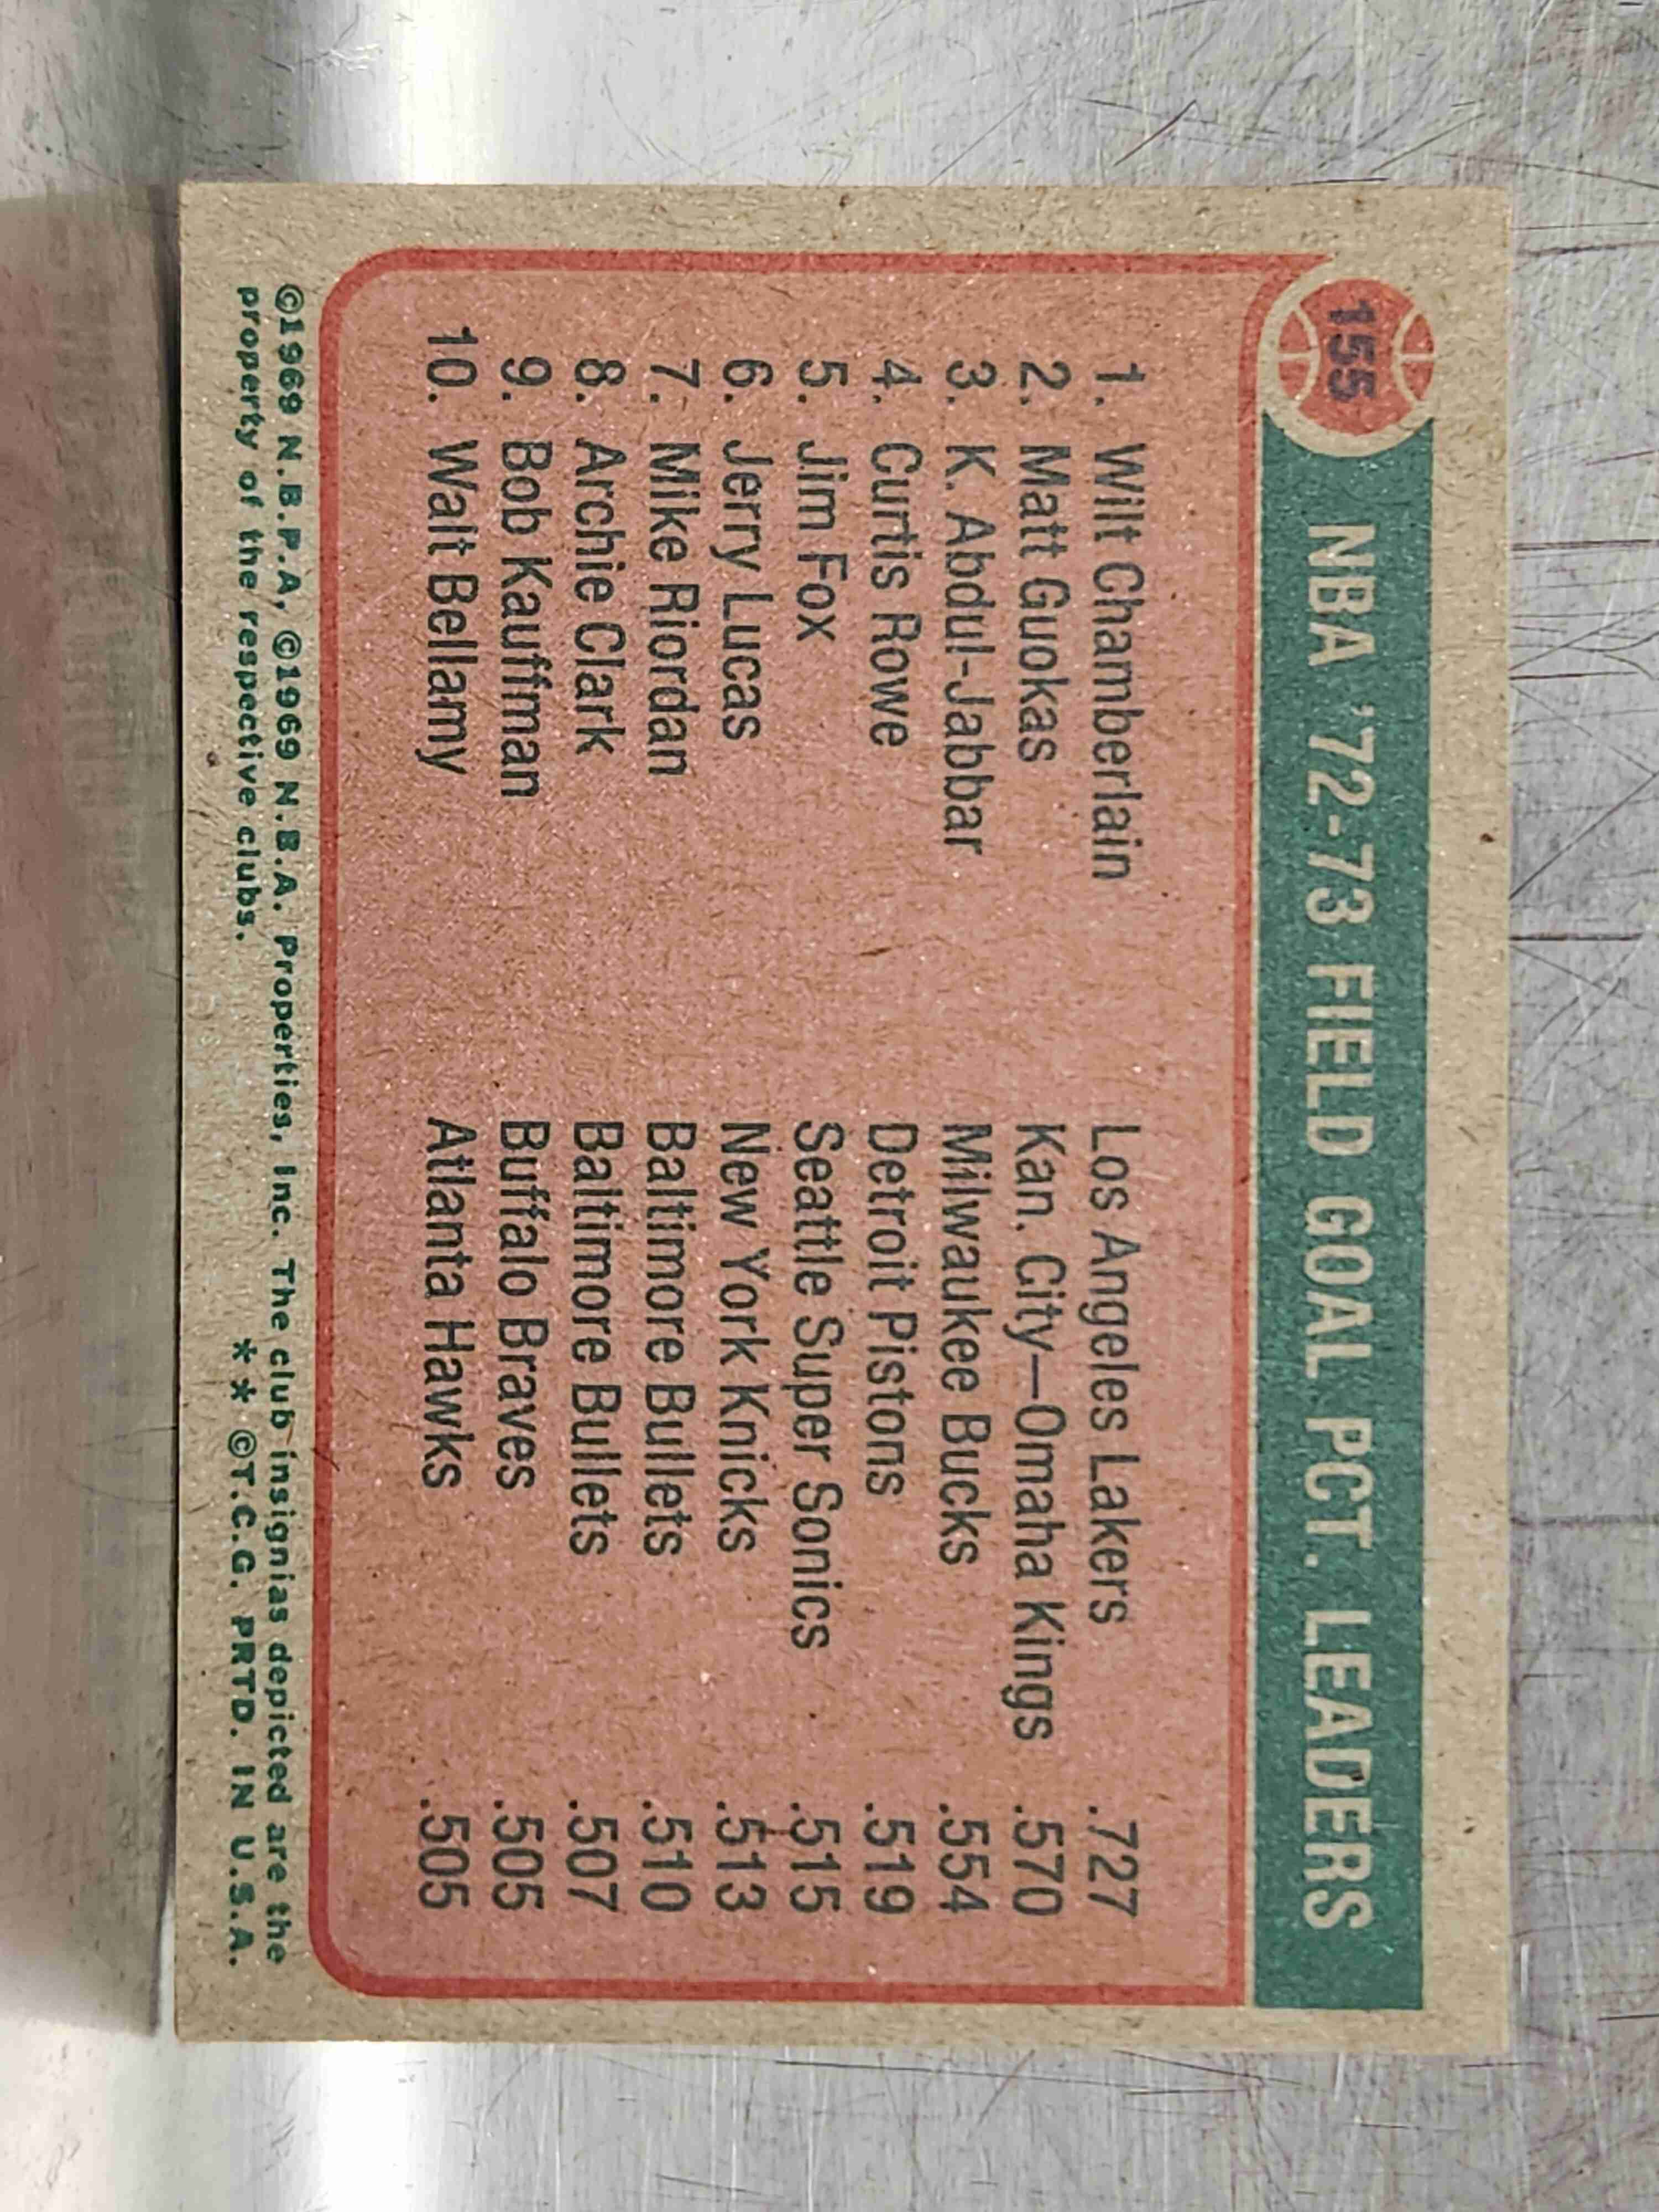 155 NBA '72-73 FIELD GOAL PCT. LEADERS
1. Wilt Chamberlain Los Angeles Lakers .727
2. Matt Guokas Kan. City—Omaha Kings .570
3. K. Abdul-Jabbar Milwaukee Bucks .554
4. Curtis Rowe Detroit Pistons .519
5. Jim Fox Seattle Super Sonics .515
6. Jerry Lucas New York Knicks .513
7. Mike Riordan Baltimore Bullets .510
8. Archie Clark Baltimore Bullets .507
9. Bob Kauffman Buffalo Braves .505
10. Walt Bellamy Atlanta Hawks .505
©1969 N.B.P.A, ©1969 N.B.A. Properties, Inc. The club insignias depicted are the
property of the respective clubs. ** ©T.C.G. PRTD. IN U.S.A.